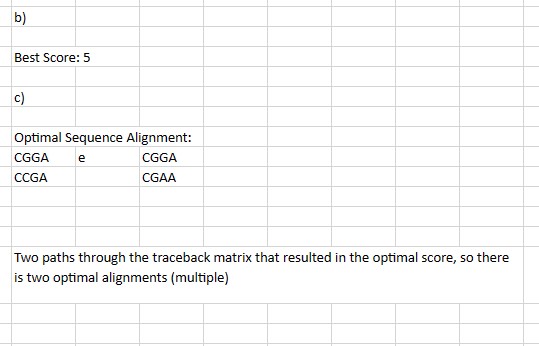 b)
Best Score: 5
c)
Optimal Sequence Alignment:
CGGA e CGGA
CCGA CGAA
Two paths through the traceback matrix that resulted in the optimal score, so there
is two optimal alignments (multiple)